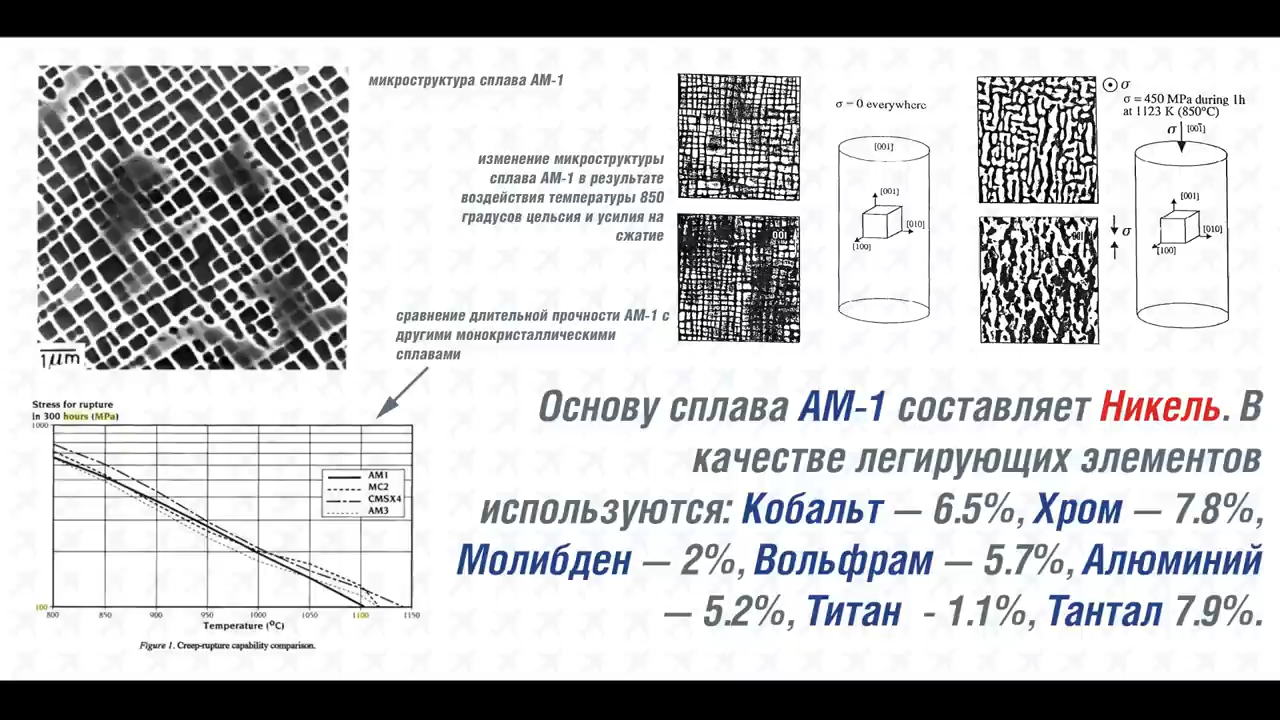 микроструктура сплава АМ-1
1µm
изменение микроструктуры
сплава АМ-1 в результате
воздействия температуры 850
градусов цельсия и усилия на
сжатие
сравнение длительной прочности АМ-1 с
другими монокристаллическими
сплавами
σ = 0 everywhere
[001]
[001]
[010]
[100]
001
σ
σ = 450 MPa during 1h
at 1123 K (850°C)
σ [001̄]
[001]
[010]
[100]
001
σ
Stress for rupture
in 300 hours (MPa)
1000
100
AM1
MC2
CMSX4
AM3
800 850 900 950 1000 1050 1100 1150
Temperature (°C)
Figure 1. Creep-rupture capability comparison.
Основу сплава АМ-1 составляет Никель. В
качестве легирующих элементов
используются: Кобальт — 6.5%, Хром — 7.8%,
Молибден — 2%, Вольфрам — 5.7%, Алюминий
— 5.2%, Титан - 1.1%, Тантал 7.9%.